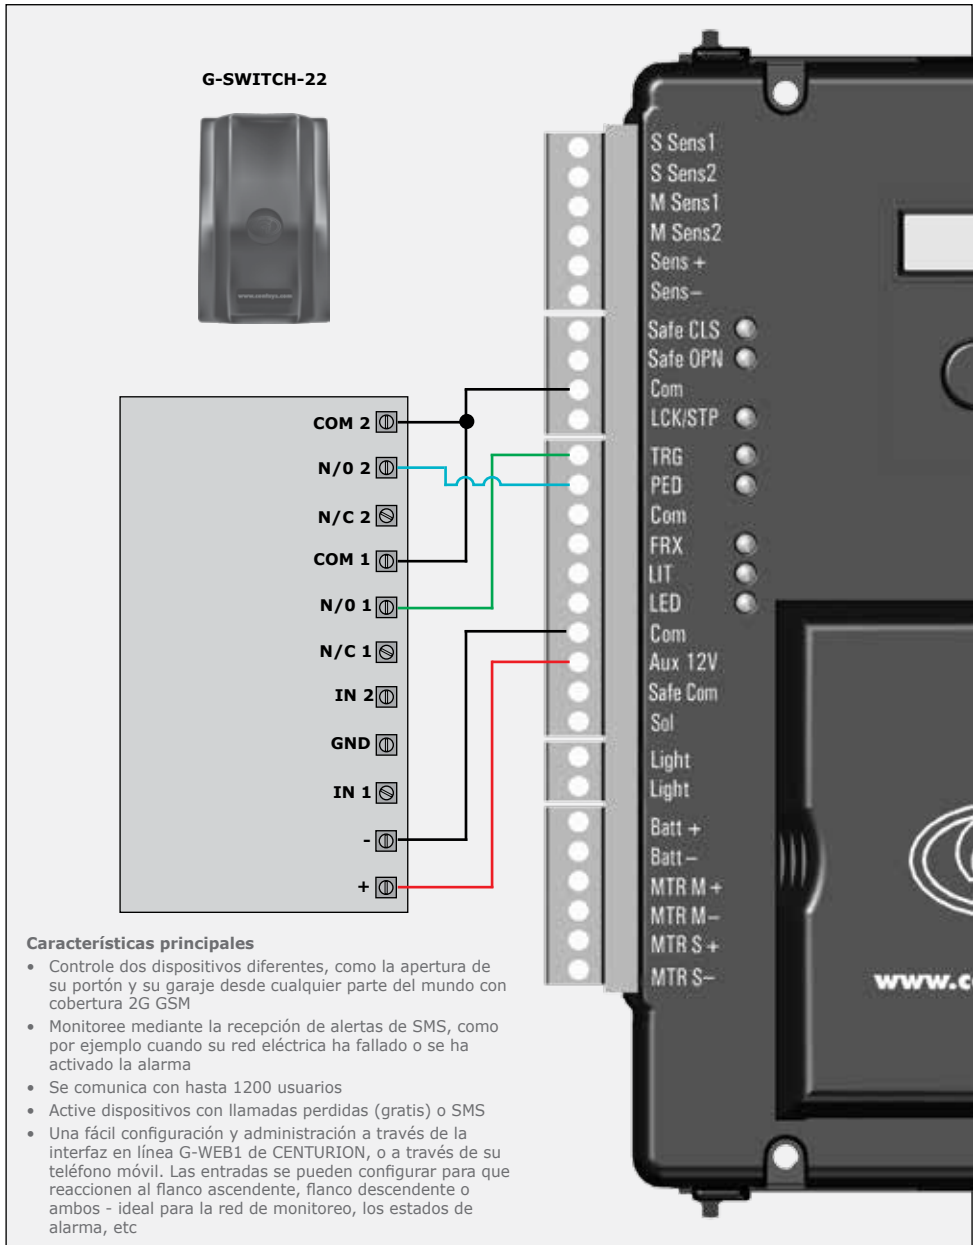 G-SWITCH-22
www.centsys.com
COM 2
N/0 2
N/C 2
COM 1
N/0 1
N/C 1
IN 2
GND
IN 1
-
+
S Sens1
S Sens2
M Sens1
M Sens2
Sens +
Sens–
Safe CLS
Safe OPN
Com
LCK/STP
TRG
PED
Com
FRX
LIT
LED
Com
Aux 12V
Safe Com
Sol
Light
Light
Batt +
Batt –
MTR M +
MTR M–
MTR S +
MTR S–
www.c
Características principales
• Controle dos dispositivos diferentes, como la apertura de
su portón y su garaje desde cualquier parte del mundo con
cobertura 2G GSM
• Monitoree mediante la recepción de alertas de SMS, como
por ejemplo cuando su red eléctrica ha fallado o se ha
activado la alarma
• Se comunica con hasta 1200 usuarios
• Active dispositivos con llamadas perdidas (gratis) o SMS
• Una fácil configuración y administración a través de la
interfaz en línea G-WEB1 de CENTURION, o a través de su
teléfono móvil. Las entradas se pueden configurar para que
reaccionen al flanco ascendente, flanco descendente o
ambos - ideal para la red de monitoreo, los estados de
alarma, etc